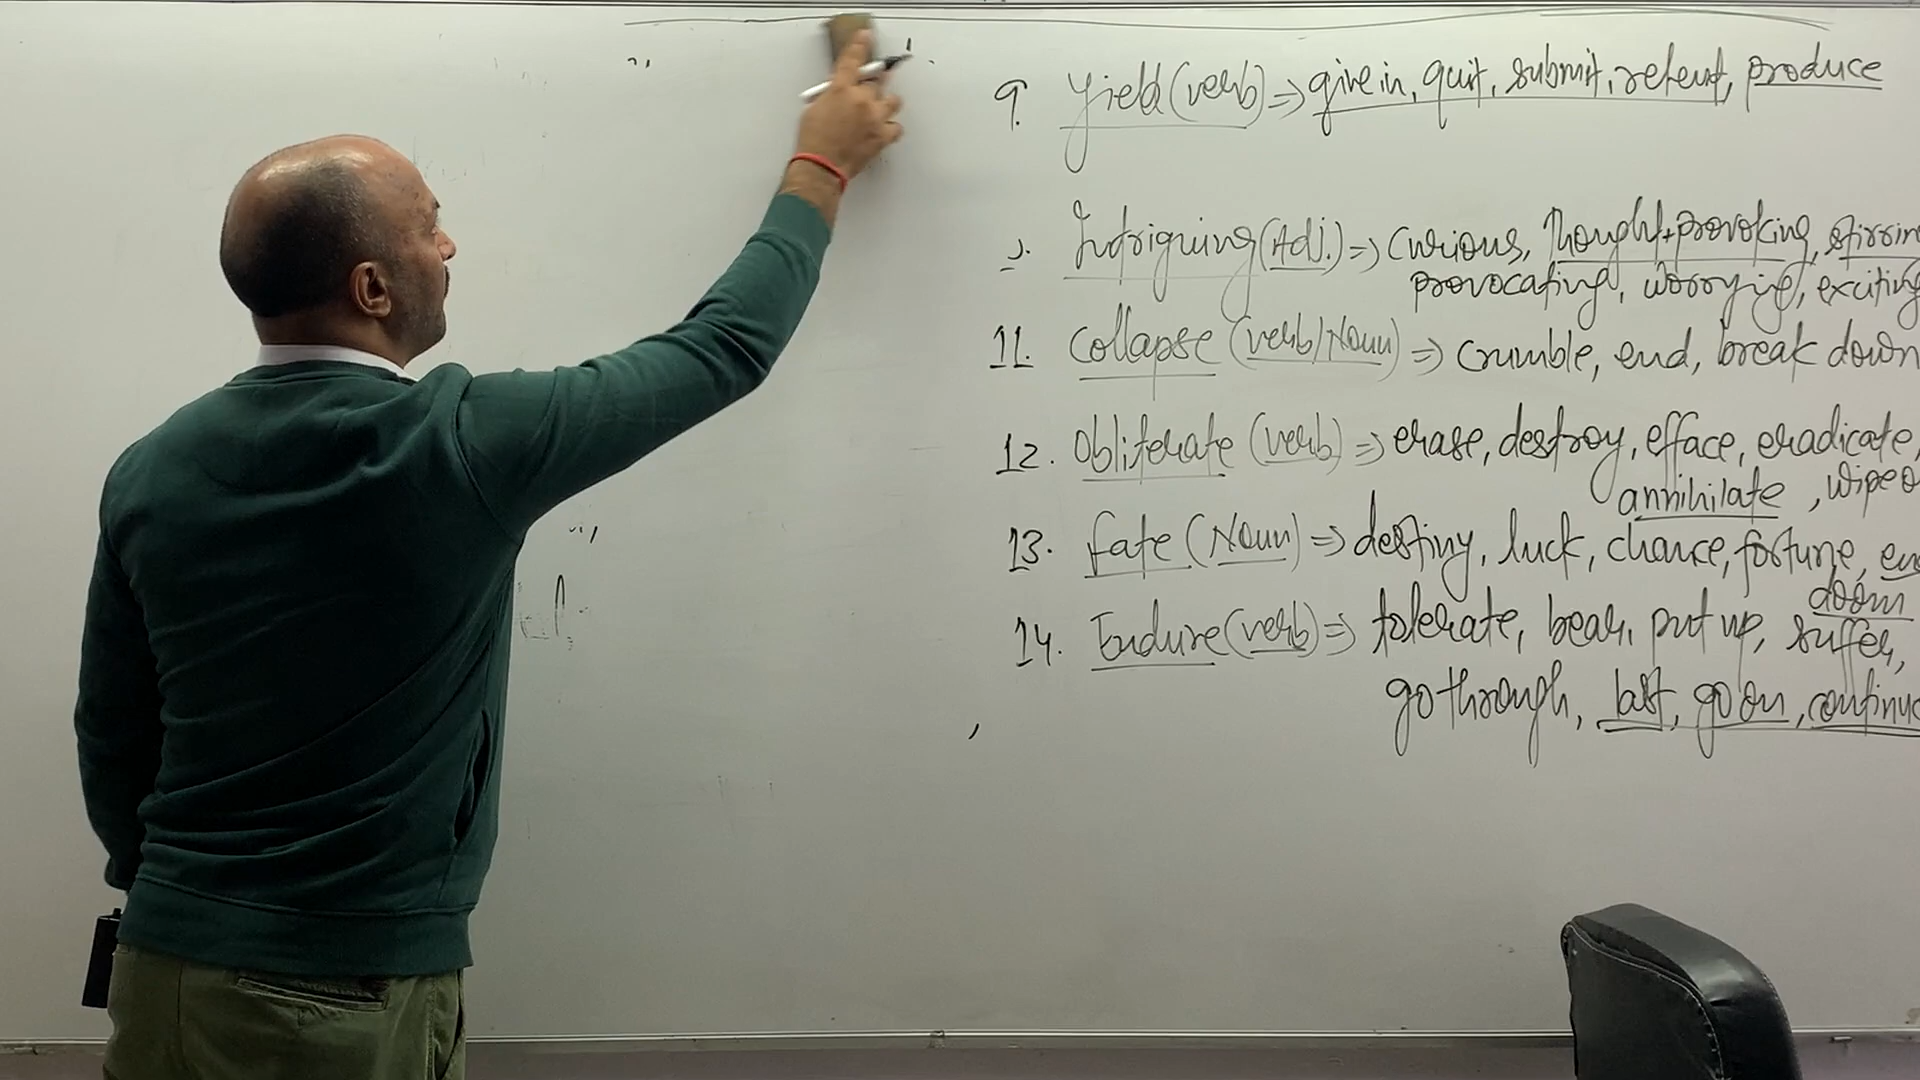 9. Yield (verb) => give in, quit, submit, relent, produce
Intriguing (Adj.) => Curious, Thought-provoking, stirrin
provocating, worrying, exciting
11. Collapse (verb/Noun) => Crumble, end, break down
12. Obliterate (verb) => erase, destroy, efface, eradicate,
annihilate, wipe o
13. Fate (Noun) => destiny, luck, chance, fortune, en
doom
14. Endure (verb) => tolerate, bear, put up, suffer,
go through, last, go on, continue